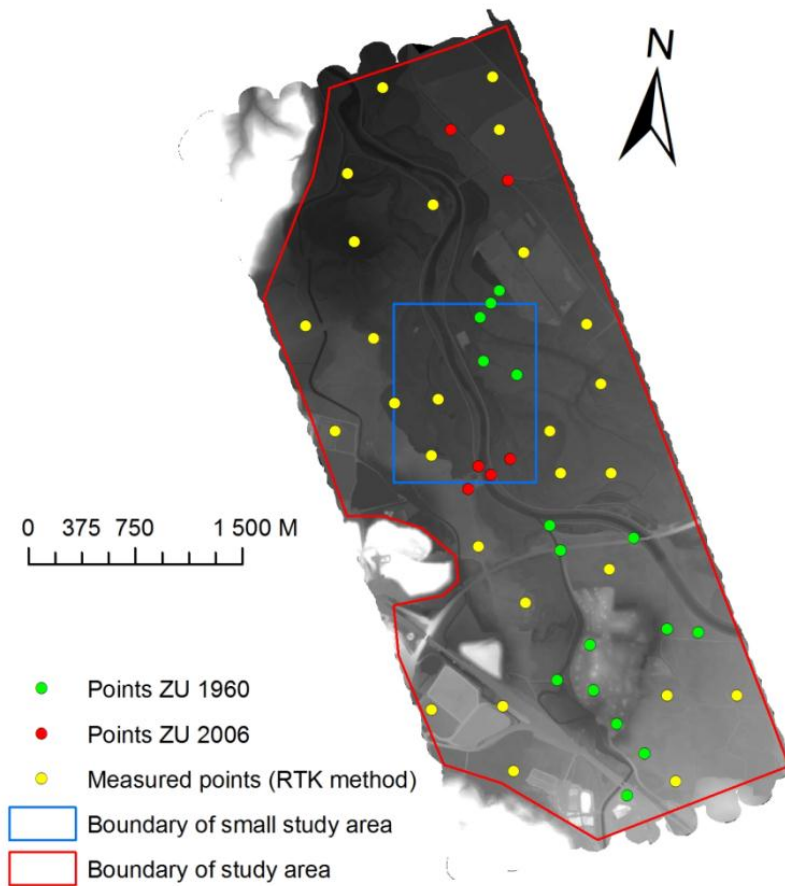 N
0 375 750 1 500 M
Points ZU 1960
Points ZU 2006
Measured points (RTK method)
Boundary of small study area
Boundary of study area